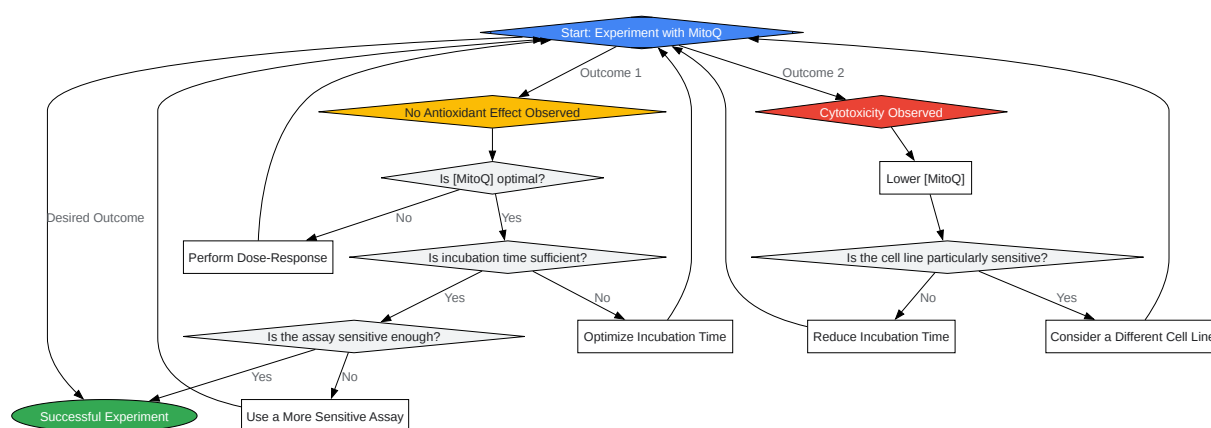 Start: Experiment with MitoQ
Outcome 1
Outcome 2
No Antioxidant Effect Observed
Cytotoxicity Observed
Is [MitoQ] optimal?
Lower [MitoQ]
Desired Outcome
No
Yes
Perform Dose-Response
Is incubation time sufficient?
Is the cell line particularly sensitive?
Yes
No
No
Yes
Is the assay sensitive enough?
Optimize Incubation Time
Reduce Incubation Time
Consider a Different Cell Line
Yes
No
Successful Experiment
Use a More Sensitive Assay